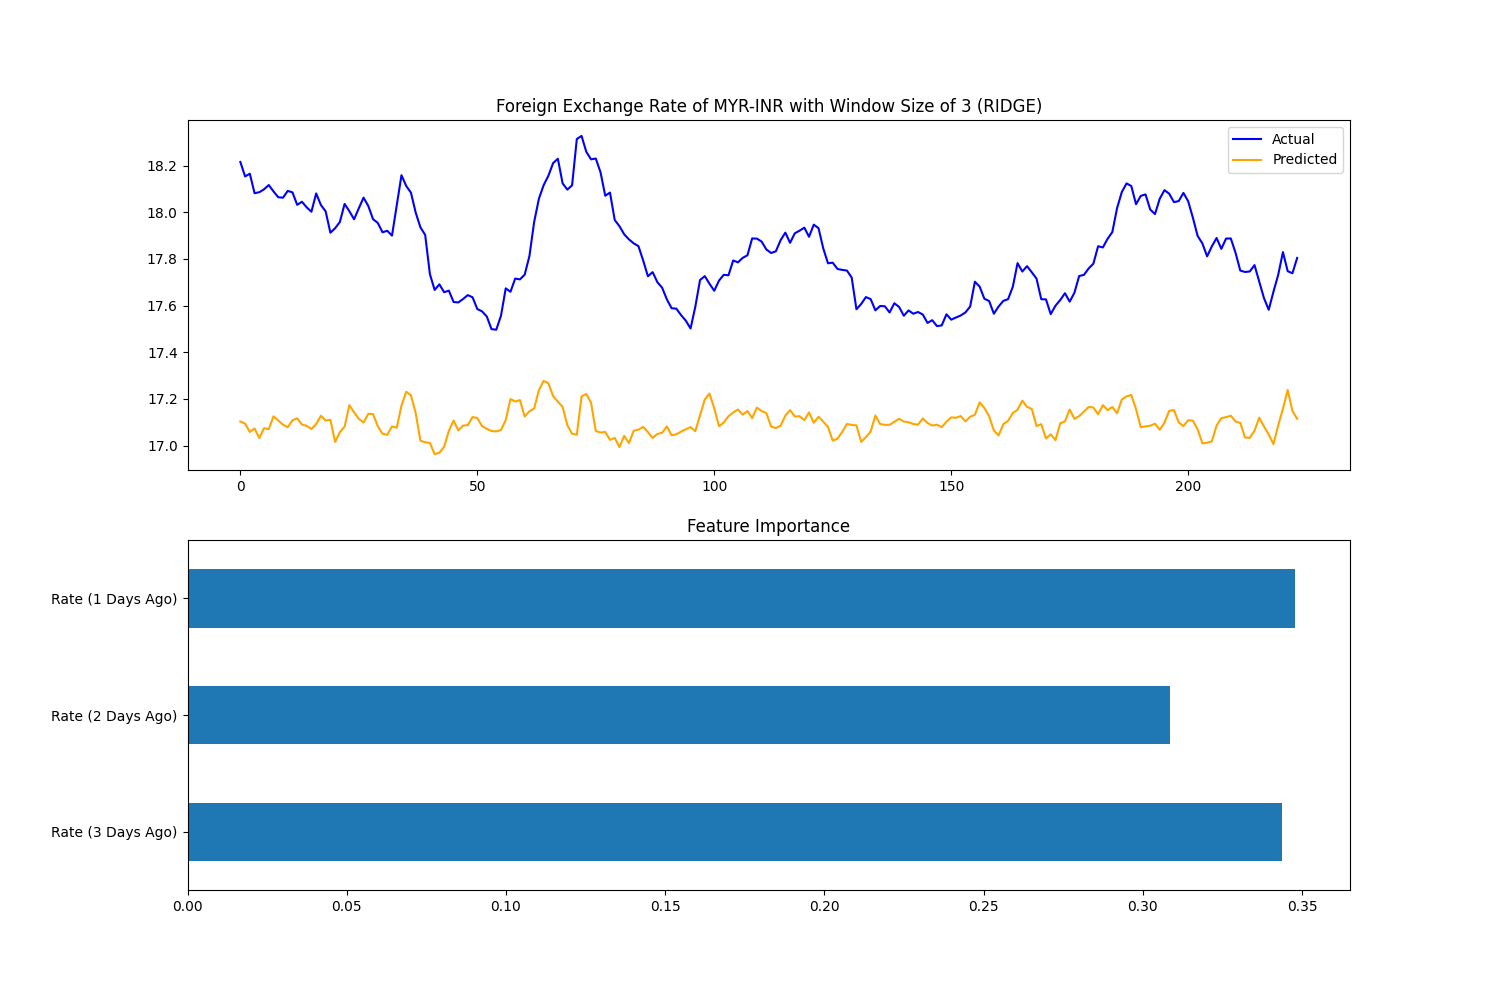 Foreign Exchange Rate of MYR-INR with Window Size of 3 (RIDGE)
Actual
Predicted
18.2
18.0
17.8
17.6
17.4
17.2
17.0
0 50 100 150 200
Feature Importance
Rate (1 Days Ago)
Rate (2 Days Ago)
Rate (3 Days Ago)
0.00 0.05 0.10 0.15 0.20 0.25 0.30 0.35